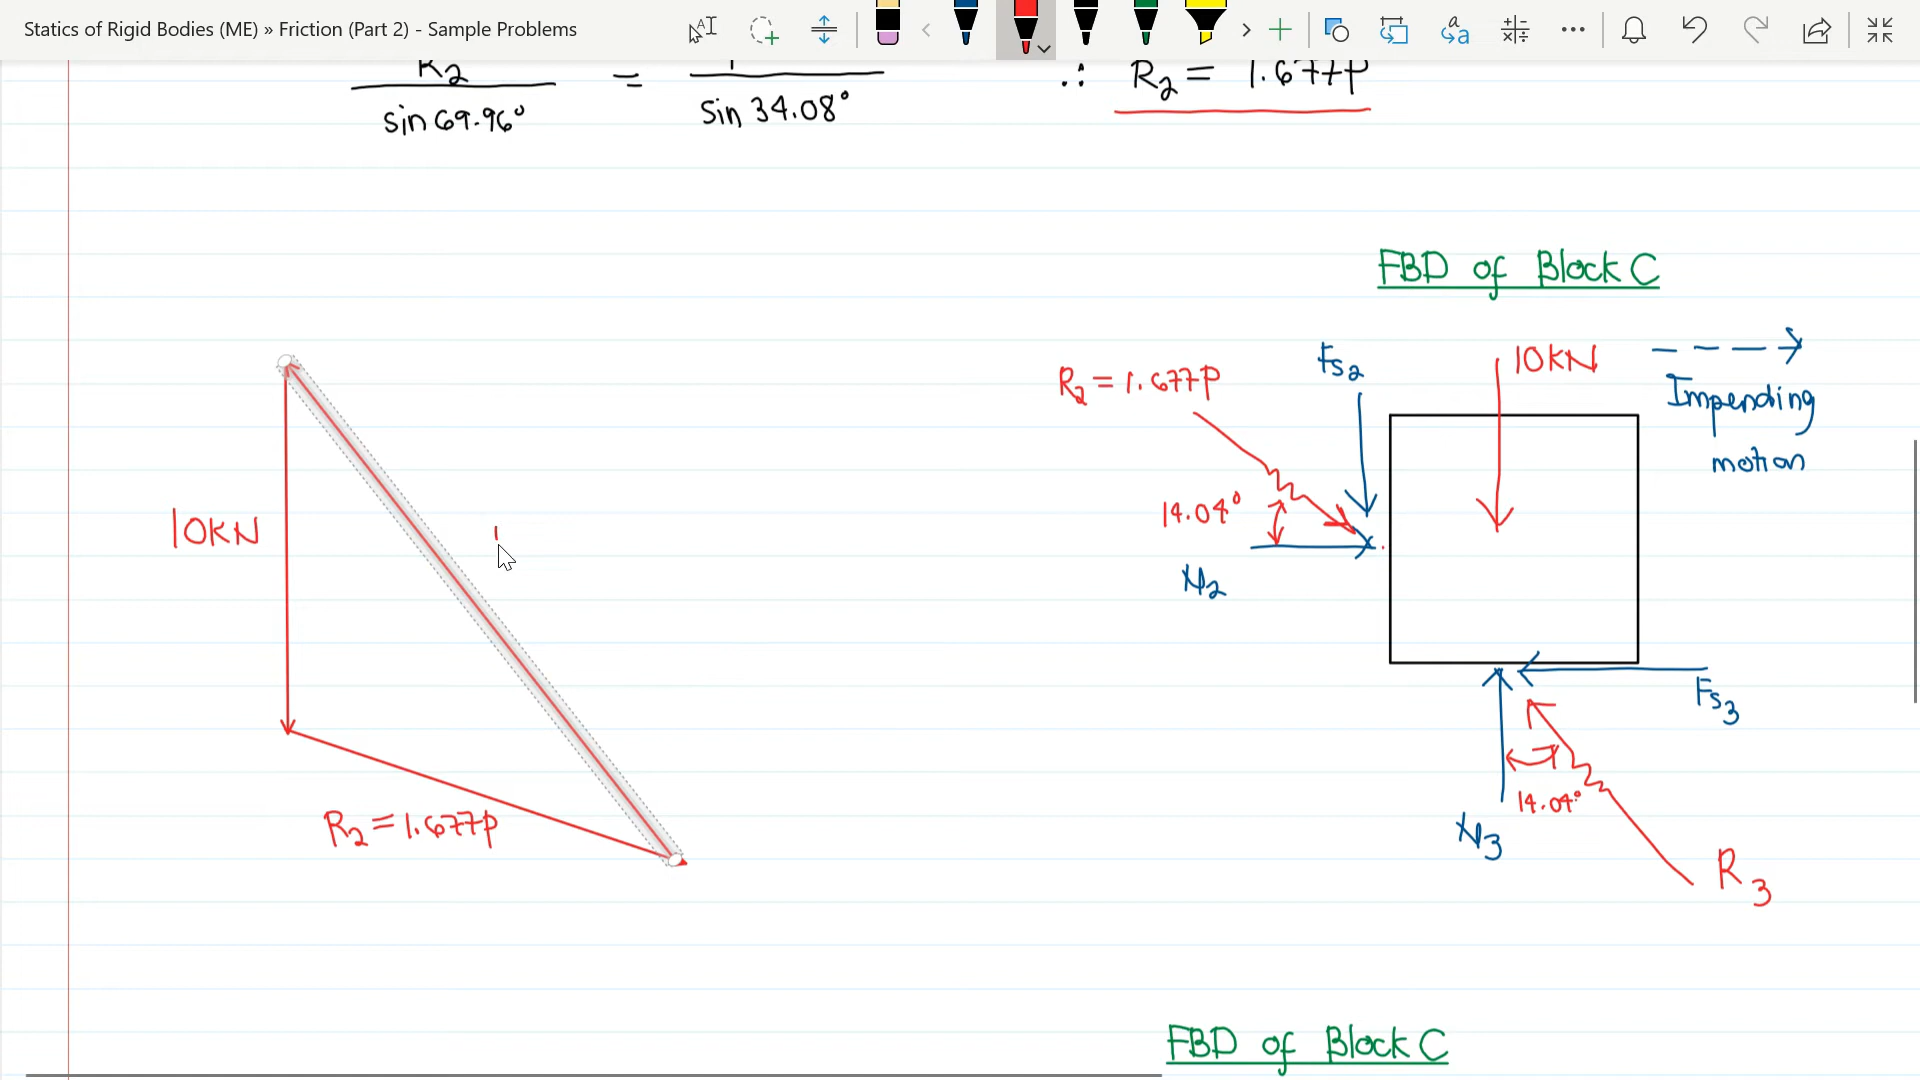 Statics of Rigid Bodies (ME) » Friction (Part 2) - Sample Problems
R2 / sin 69.96° = / sin 34.08° ∴ R2 = 1.677P
FBD of Block C
10KN
R2 = 1.677P
Fs2
10KN
Impending
motion
R2 = 1.677P
14.04°
N2
Fs3
14.04°
N3
R3
FBD of Block C